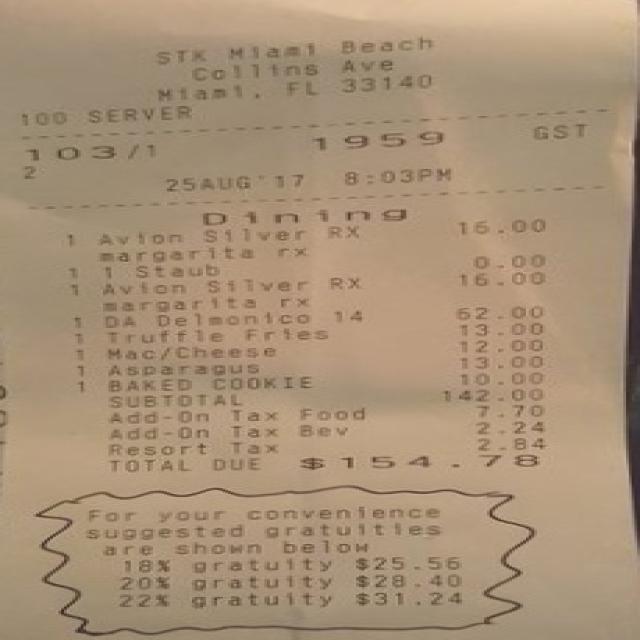 STK Miami Beach
Collins Ave
Miami, FL 33140
100 SERVER
103/1 1959 GST
2
25AUG'17 8:03PM
Dining
1 Avion Silver RX 16.00
margarita rx
1 1 Staub 0.00
1 Avion Silver RX 16.00
margarita rx
1 DA Delmonico 14 62.00
1 Truffle Fries 13.00
1 Mac/Cheese 12.00
1 Asparagus 13.00
1 BAKED COOKIE 10.00
SUBTOTAL 142.00
Add-On Tax Food 7.70
Add-On Tax Bev 2.24
Resort Tax 2.84
TOTAL DUE $154.78
For your convenience
suggested gratuities
are shown below
18% gratuity $25.56
20% gratuity $28.40
22% gratuity $31.24